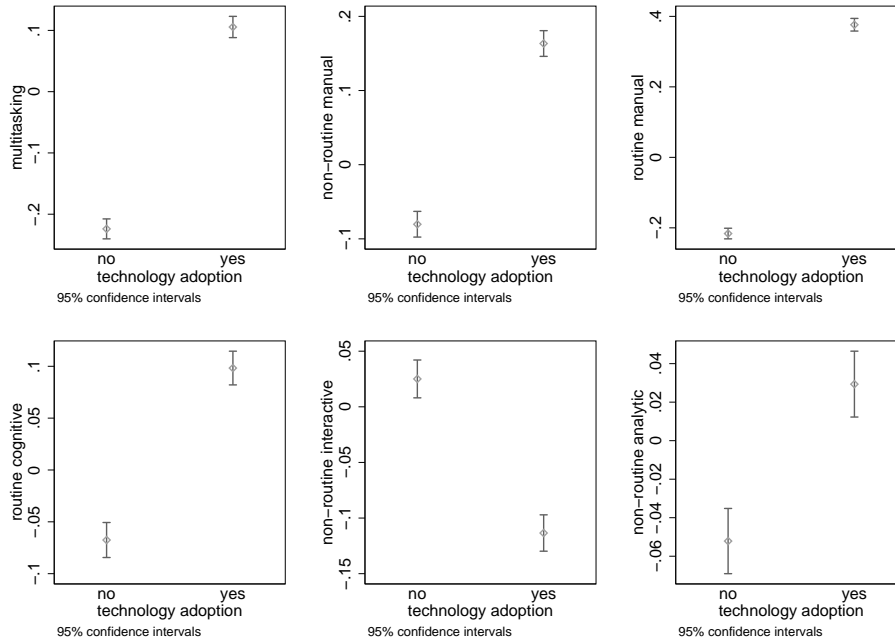 multitasking
.1
0
−.1
−.2
no yes
technology adoption
95% confidence intervals
non−routine manual
.2
.1
0
−.1
no yes
technology adoption
95% confidence intervals
routine manual
.4
.2
0
−.2
no yes
technology adoption
95% confidence intervals
routine cognitive
.1
.05
0
−.05
−.1
no yes
technology adoption
95% confidence intervals
non−routine interactive
.05
0
−.05
−.1
−.15
no yes
technology adoption
95% confidence intervals
non−routine analytic
.04
.02
0
−.02
−.04
−.06
no yes
technology adoption
95% confidence intervals